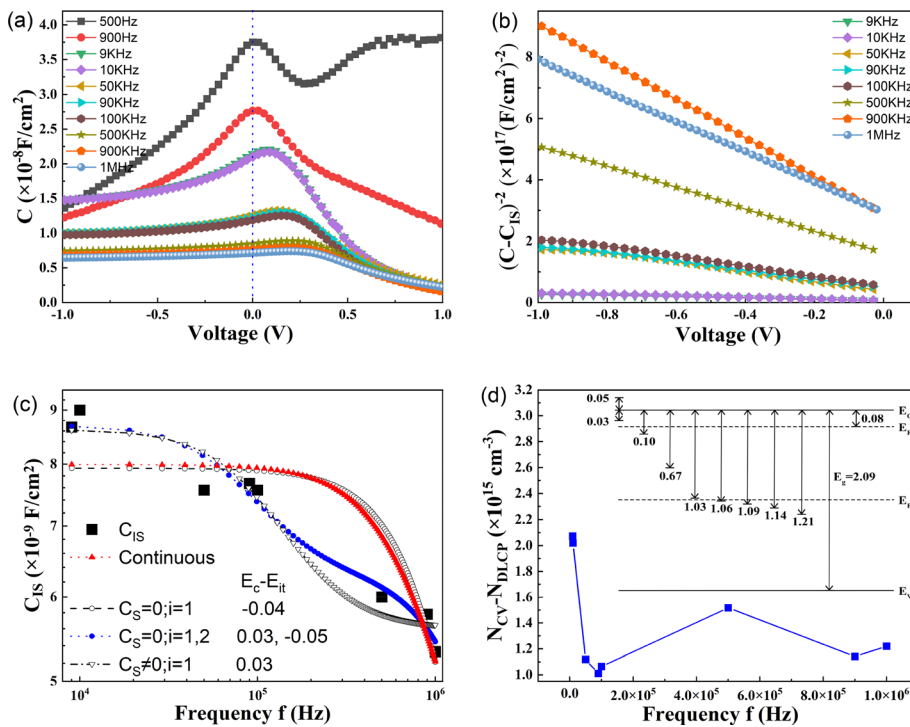 (a)
500Hz
900Hz
9KHz
10KHz
50KHz
90KHz
100KHz
500KHz
900KHz
1MHz
C (×10⁻⁸F/cm²)
4.0
3.5
3.0
2.5
2.0
1.5
1.0
0.5
0.0
-1.0 -0.5 0.0 0.5 1.0
Voltage (V)
(b)
9KHz
10KHz
50KHz
90KHz
100KHz
500KHz
900KHz
1MHz
(C-C_IS)⁻² (×10¹⁷(F/cm²)⁻²)
8
6
4
2
0
-1.0 -0.8 -0.6 -0.4 -0.2 0.0
Voltage (V)
(c)
C_IS (×10⁻⁹ F/cm²)
9
8
7
6
5
C_IS
Continuous
E_c-E_it
C_S=0;i=1 -0.04
C_S=0;i=1,2 0.03, -0.05
C_S≠0;i=1 0.03
10⁴ 10⁵ 10⁶
Frequency f (Hz)
(d)
N_CV-N_DLCP (×10¹⁵ cm⁻³)
3.2
3.0
2.8
2.6
2.4
2.2
2.0
1.8
1.6
1.4
1.2
1.0
0.05
0.03
0.10
0.67
1.03
1.06
1.09
1.14
1.21
E_g=2.09
0.08
0.0 2.0×10⁵ 4.0×10⁵ 6.0×10⁵ 8.0×10⁵ 1.0×10⁶
Frequency f (Hz)